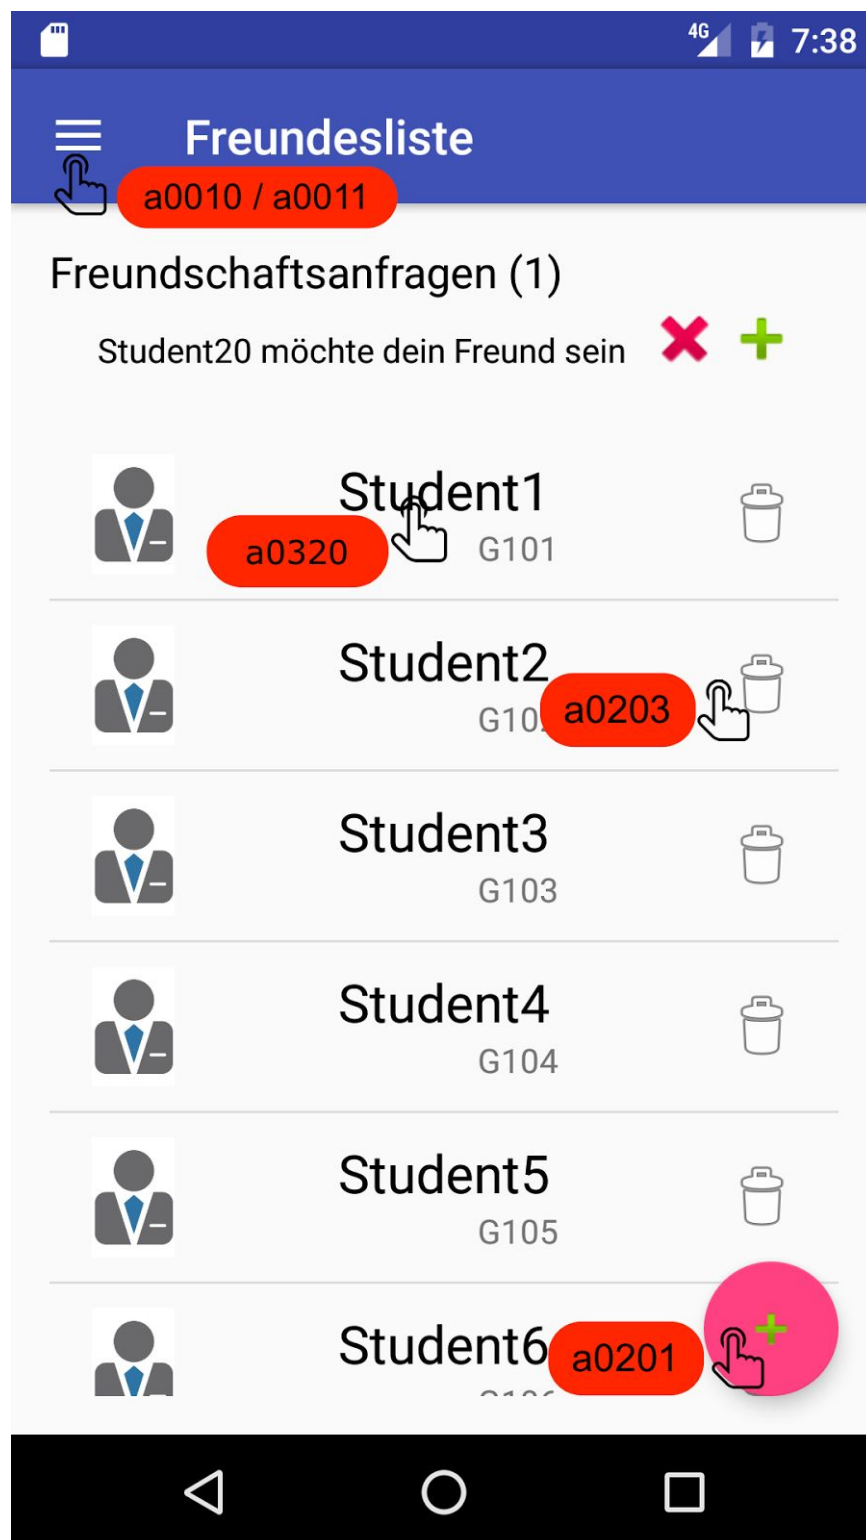 4G 7:38
Freundesliste
a0010 / a0011
Freundschaftsanfragen (1)
Student20 möchte dein Freund sein
Student1
a0320
G101
Student2
a0203
Student3
G103
Student4
G104
Student5
G105
Student6
a0201